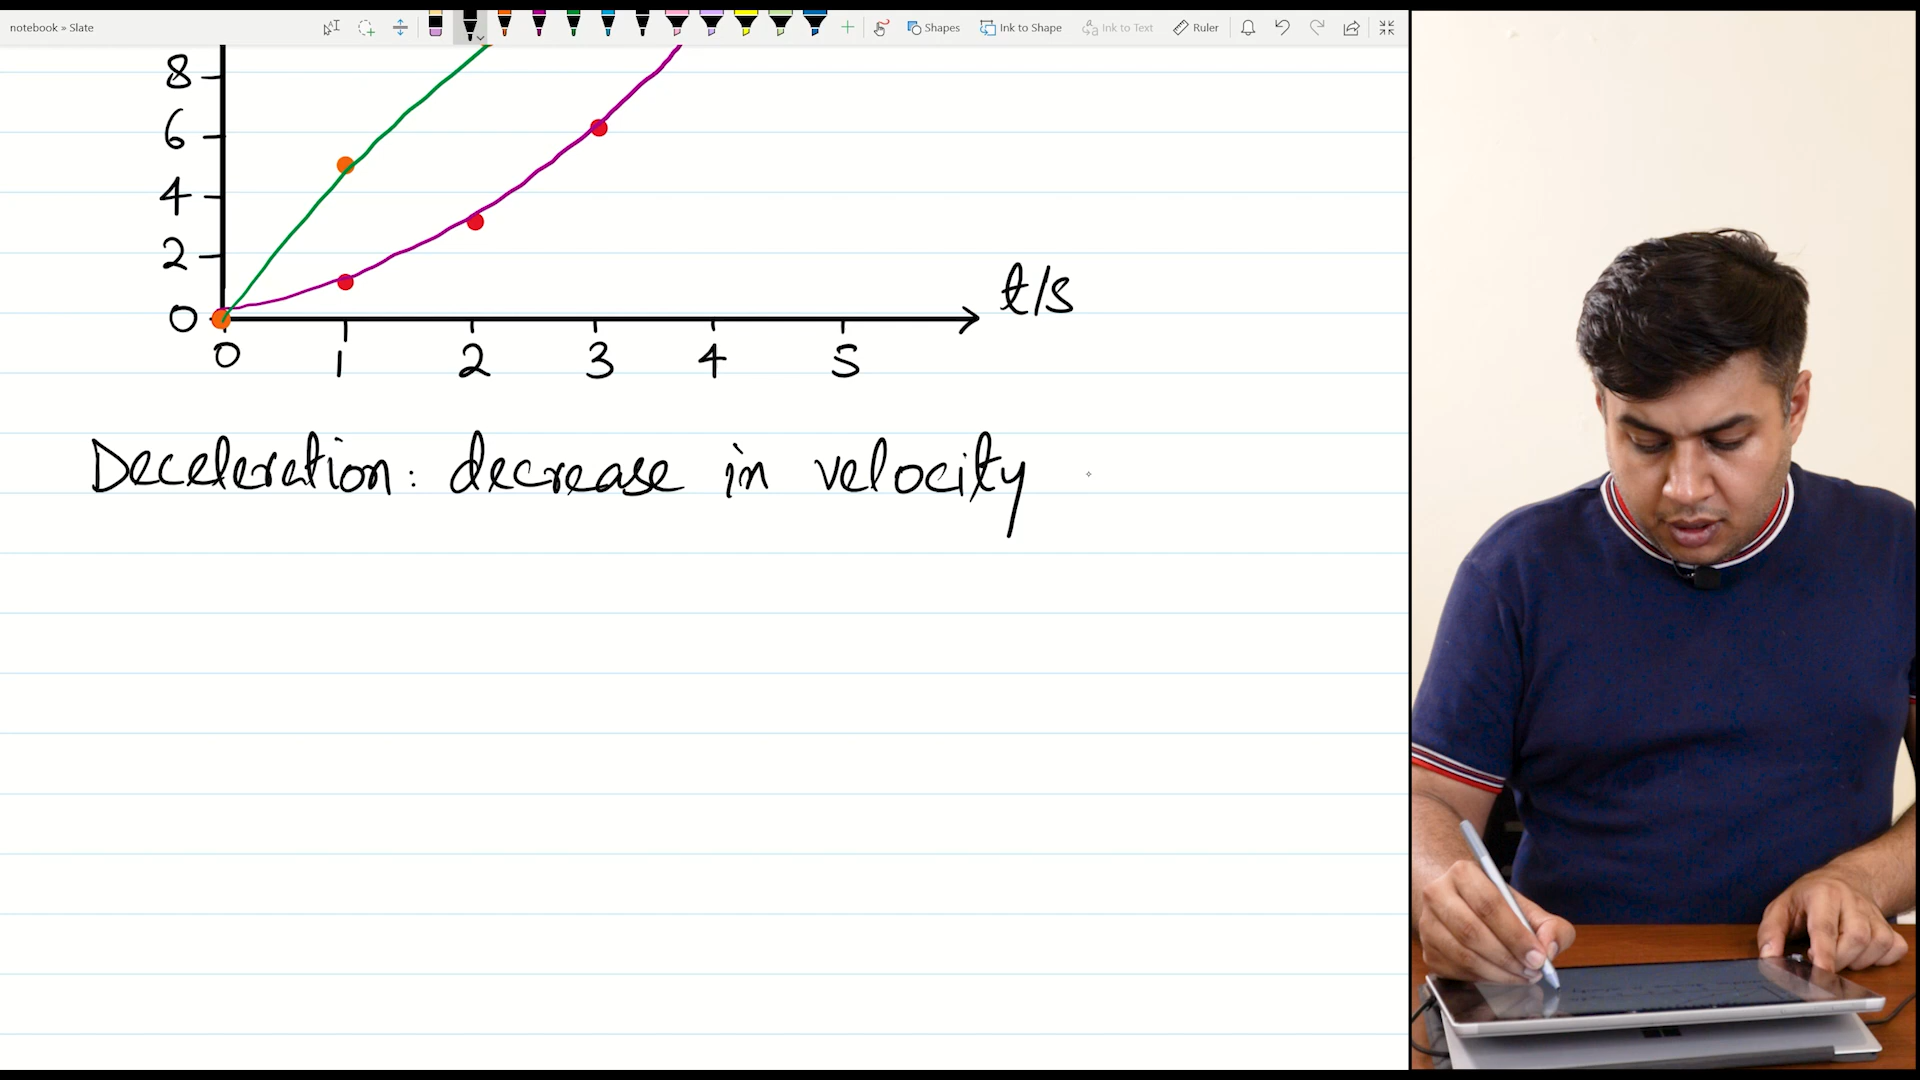 notebook » Slate
Shapes
Ink to Shape
Ink to Text
Ruler
8
6
4
2
0
t/s
0 1 2 3 4 5
Deceleration: decrease in velocity